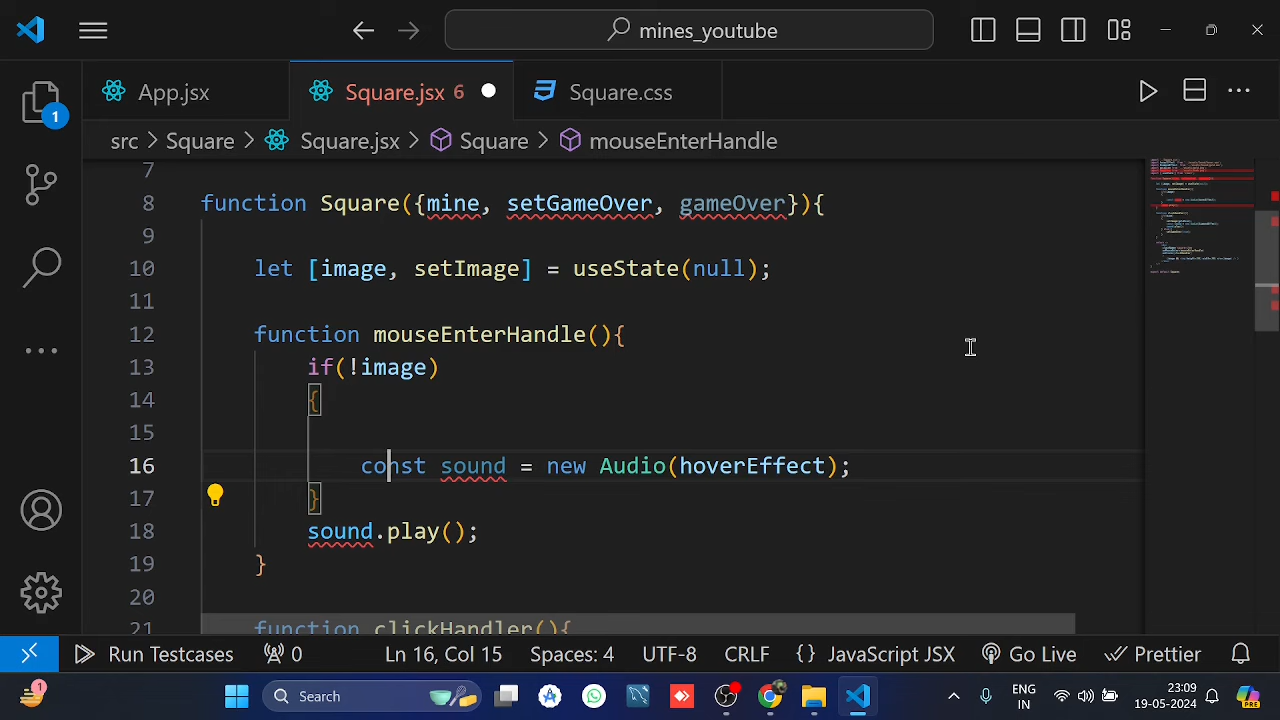 mines_youtube
App.jsx
Square.jsx 6
Square.css
1
src > Square > Square.jsx > Square > mouseEnterHandle
7
8 function Square({mine, setGameOver, gameOver}){
9
10 let [image, setImage] = useState(null);
11
12 function mouseEnterHandle(){
13 if(!image)
14 {
15
16 const sound = new Audio(hoverEffect);
17 }
18 sound.play();
19 }
20
21 function clickHandler(){
Run Testcases 0 Ln 16, Col 15 Spaces: 4 UTF-8 CRLF {} JavaScript JSX Go Live Prettier
1 Search ENG 23:09
IN 19-05-2024 PRE